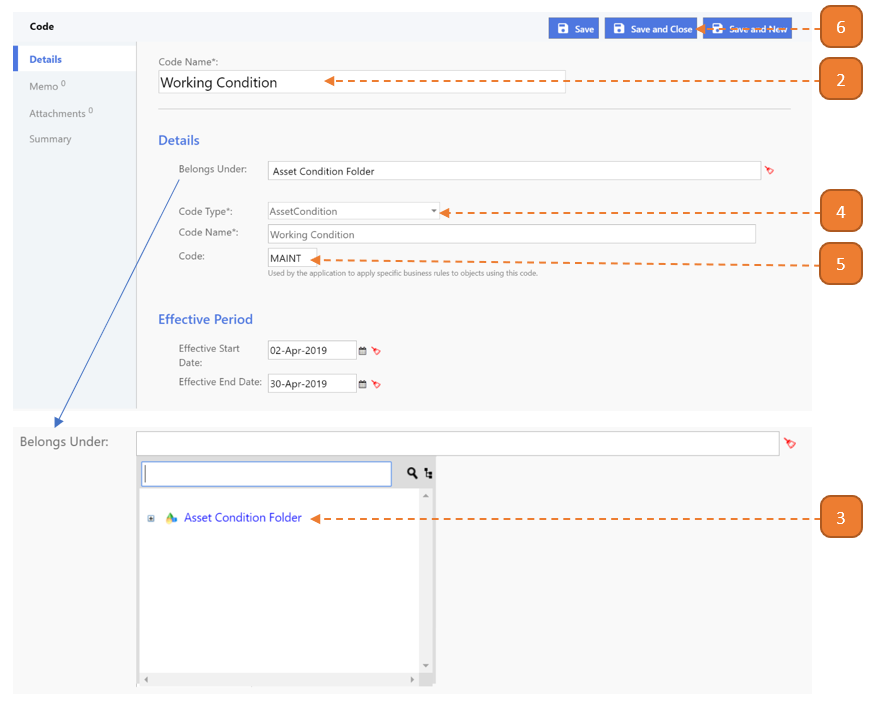 Code
Save
Save and Close
Save and New
6
Details
Memo 0
Attachments 0
Summary
Code Name*:
Working Condition
2
Details
Belongs Under:
Asset Condition Folder
Code Type*:
AssetCondition
4
Code Name*:
Working Condition
Code:
MAINT
5
Used by the application to apply specific business rules to objects using this code.
Effective Period
Effective Start
Date:
02-Apr-2019
Effective End Date:
30-Apr-2019
Belongs Under:
Asset Condition Folder
3